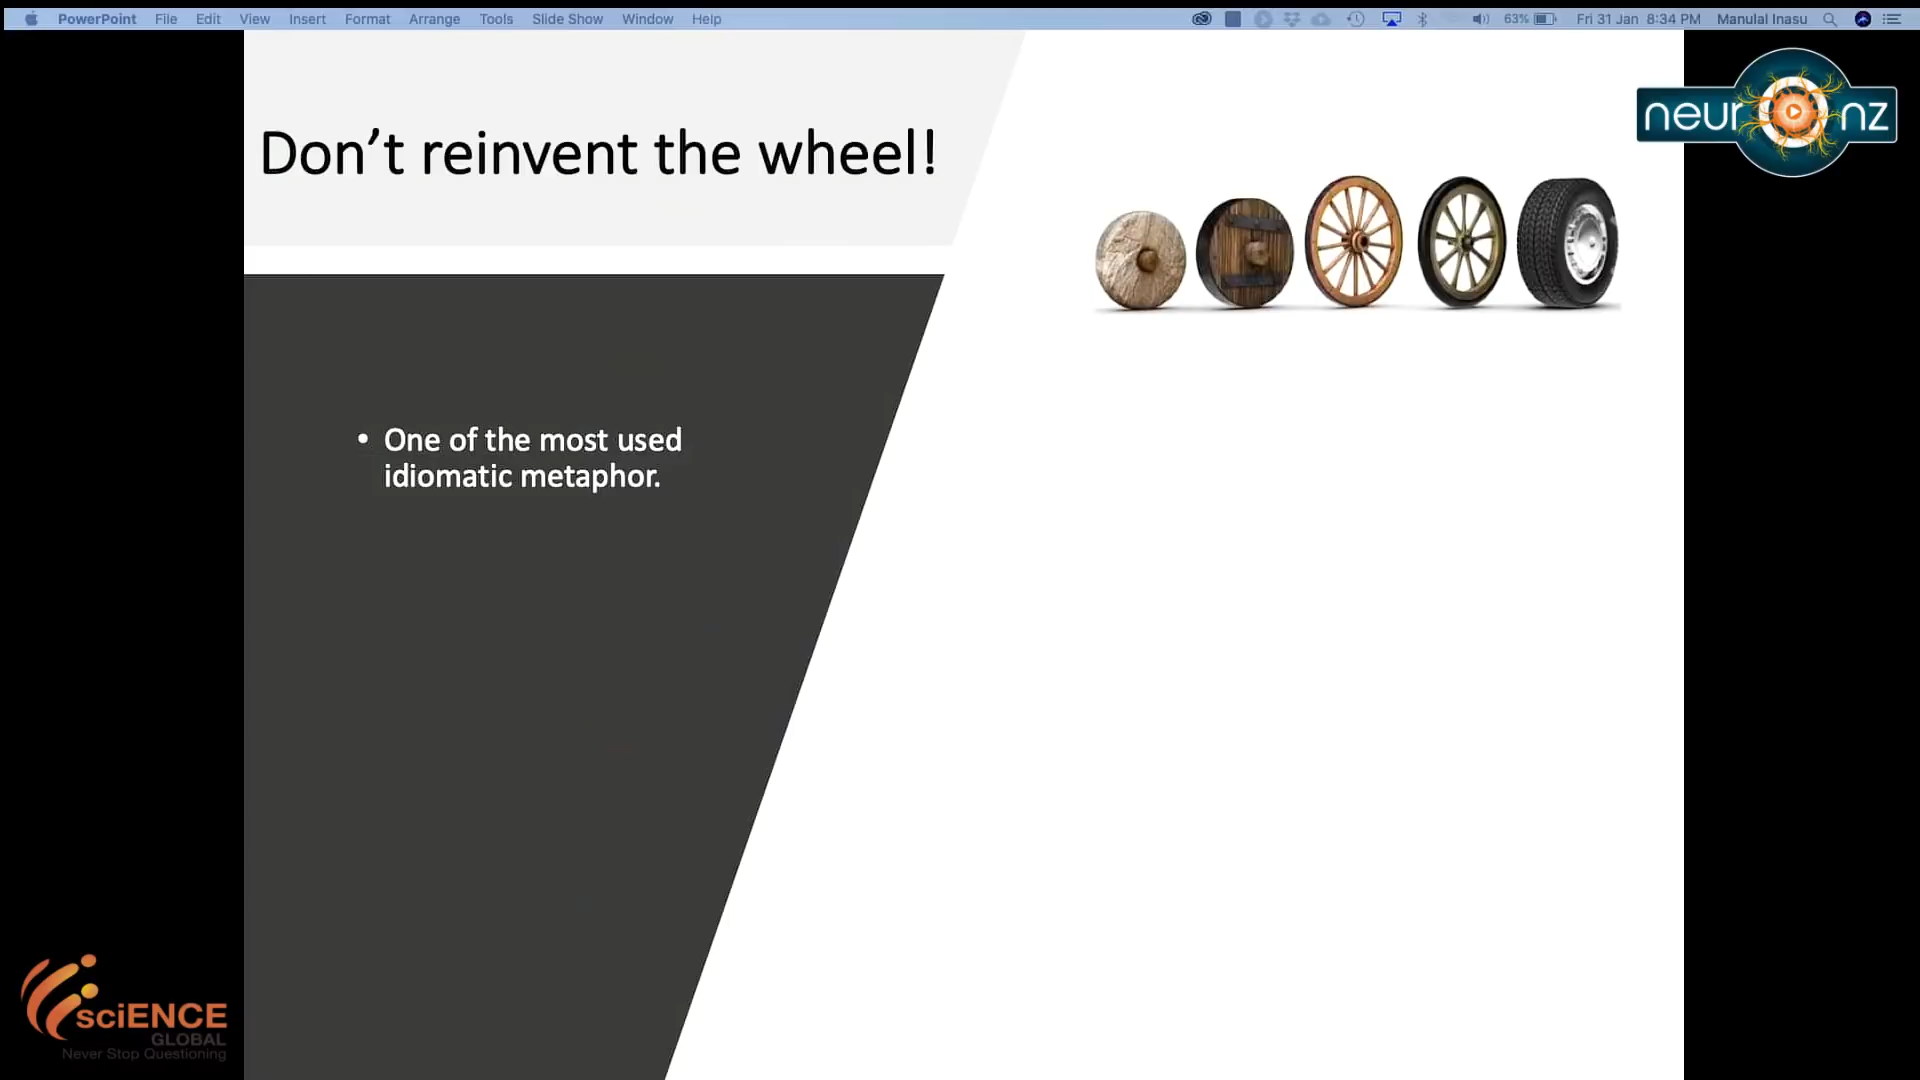 PowerPoint File Edit View Insert Format Arrange Tools Slide Show Window Help 63% Fri 31 Jan 8:34 PM Manulal Inasu
neur nz
Don’t reinvent the wheel!
• One of the most used
idiomatic metaphor.
sciENCE
GLOBAL
Never Stop Questioning